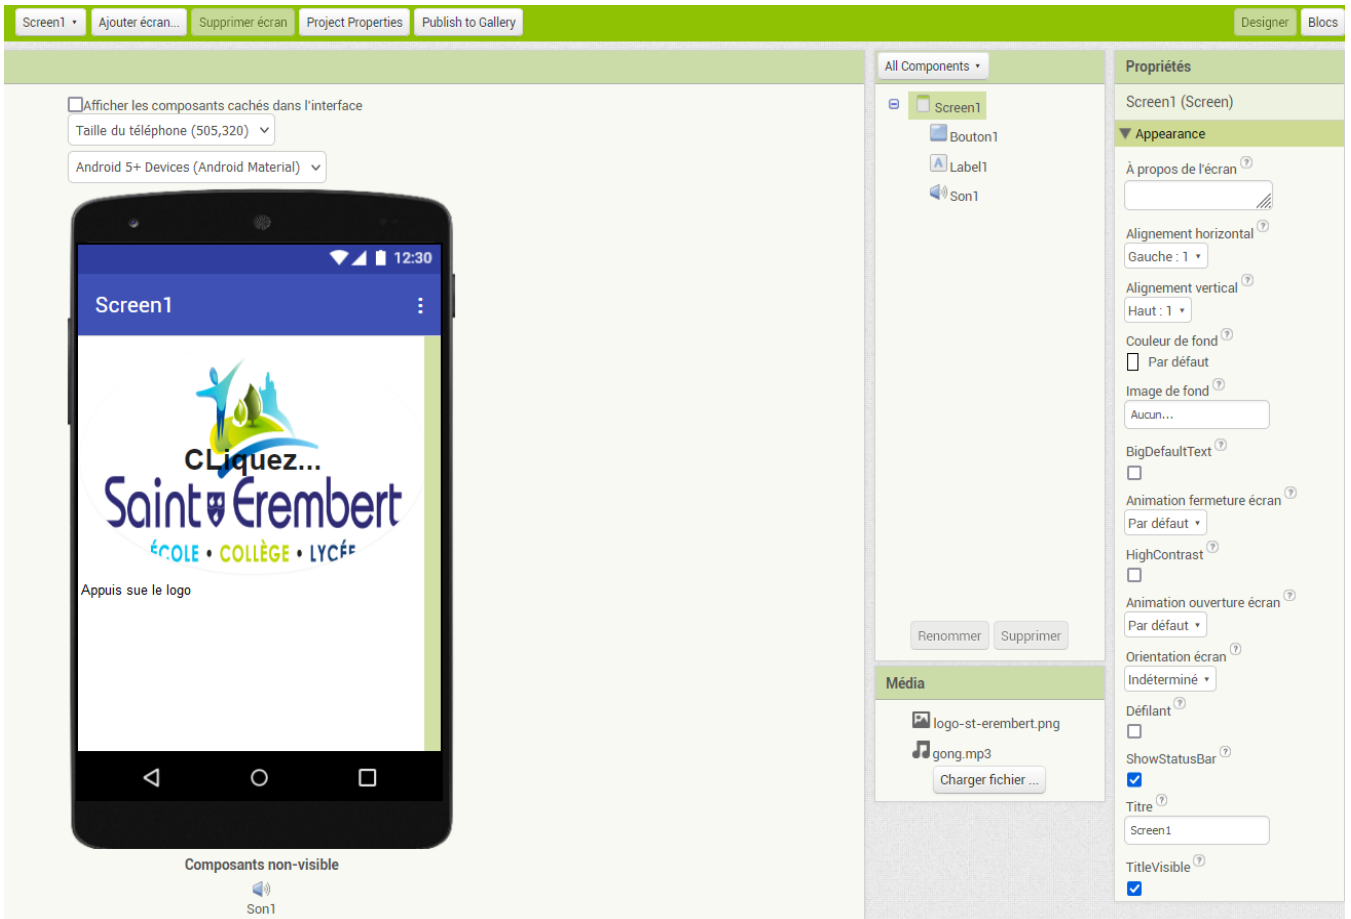 Screen1 Ajouter écran... Supprimer écran Project Properties Publish to Gallery Designer Blocs
Afficher les composants cachés dans l'interface
Taille du téléphone (505,320)
Android 5+ Devices (Android Material)
12:30
Screen1
CLiquez...
Saint Erembert
ÉCOLE • COLLÈGE • LYCÉE
Appuis sue le logo
Composants non-visible
Son1
All Components
Screen1
Bouton1
A Label1
Son1
Renommer Supprimer
Média
logo-st-erembert.png
gong.mp3
Charger fichier ...
Propriétés
Screen1 (Screen)
Appearance
À propos de l'écran ?
Alignement horizontal ?
Gauche : 1
Alignement vertical ?
Haut : 1
Couleur de fond ?
Par défaut
Image de fond ?
Aucun...
BigDefaultText ?
Animation fermeture écran ?
Par défaut
HighContrast ?
Animation ouverture écran ?
Par défaut
Orientation écran ?
Indéterminé
Défilant ?
ShowStatusBar ?
Titre ?
Screen1
TitleVisible ?